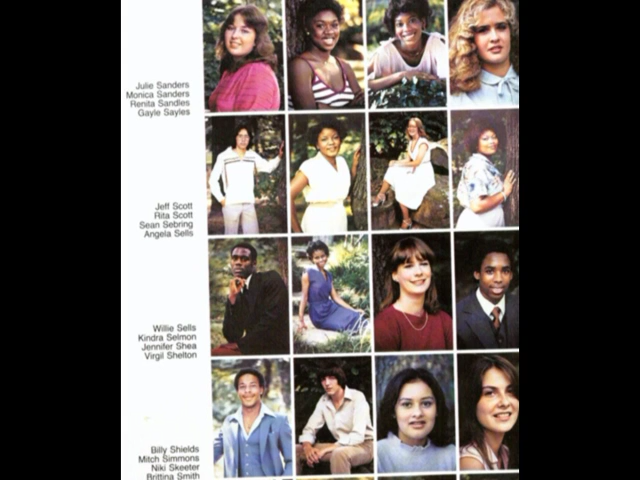 Julie Sanders
Monica Sanders
Renita Sandles
Gayle Sayles
Jeff Scott
Rita Scott
Sean Sebring
Angela Sells
Willie Sells
Kindra Selmon
Jennifer Shea
Virgil Shelton
Billy Shields
Mitch Simmons
Niki Skeeter
Brittina Smith